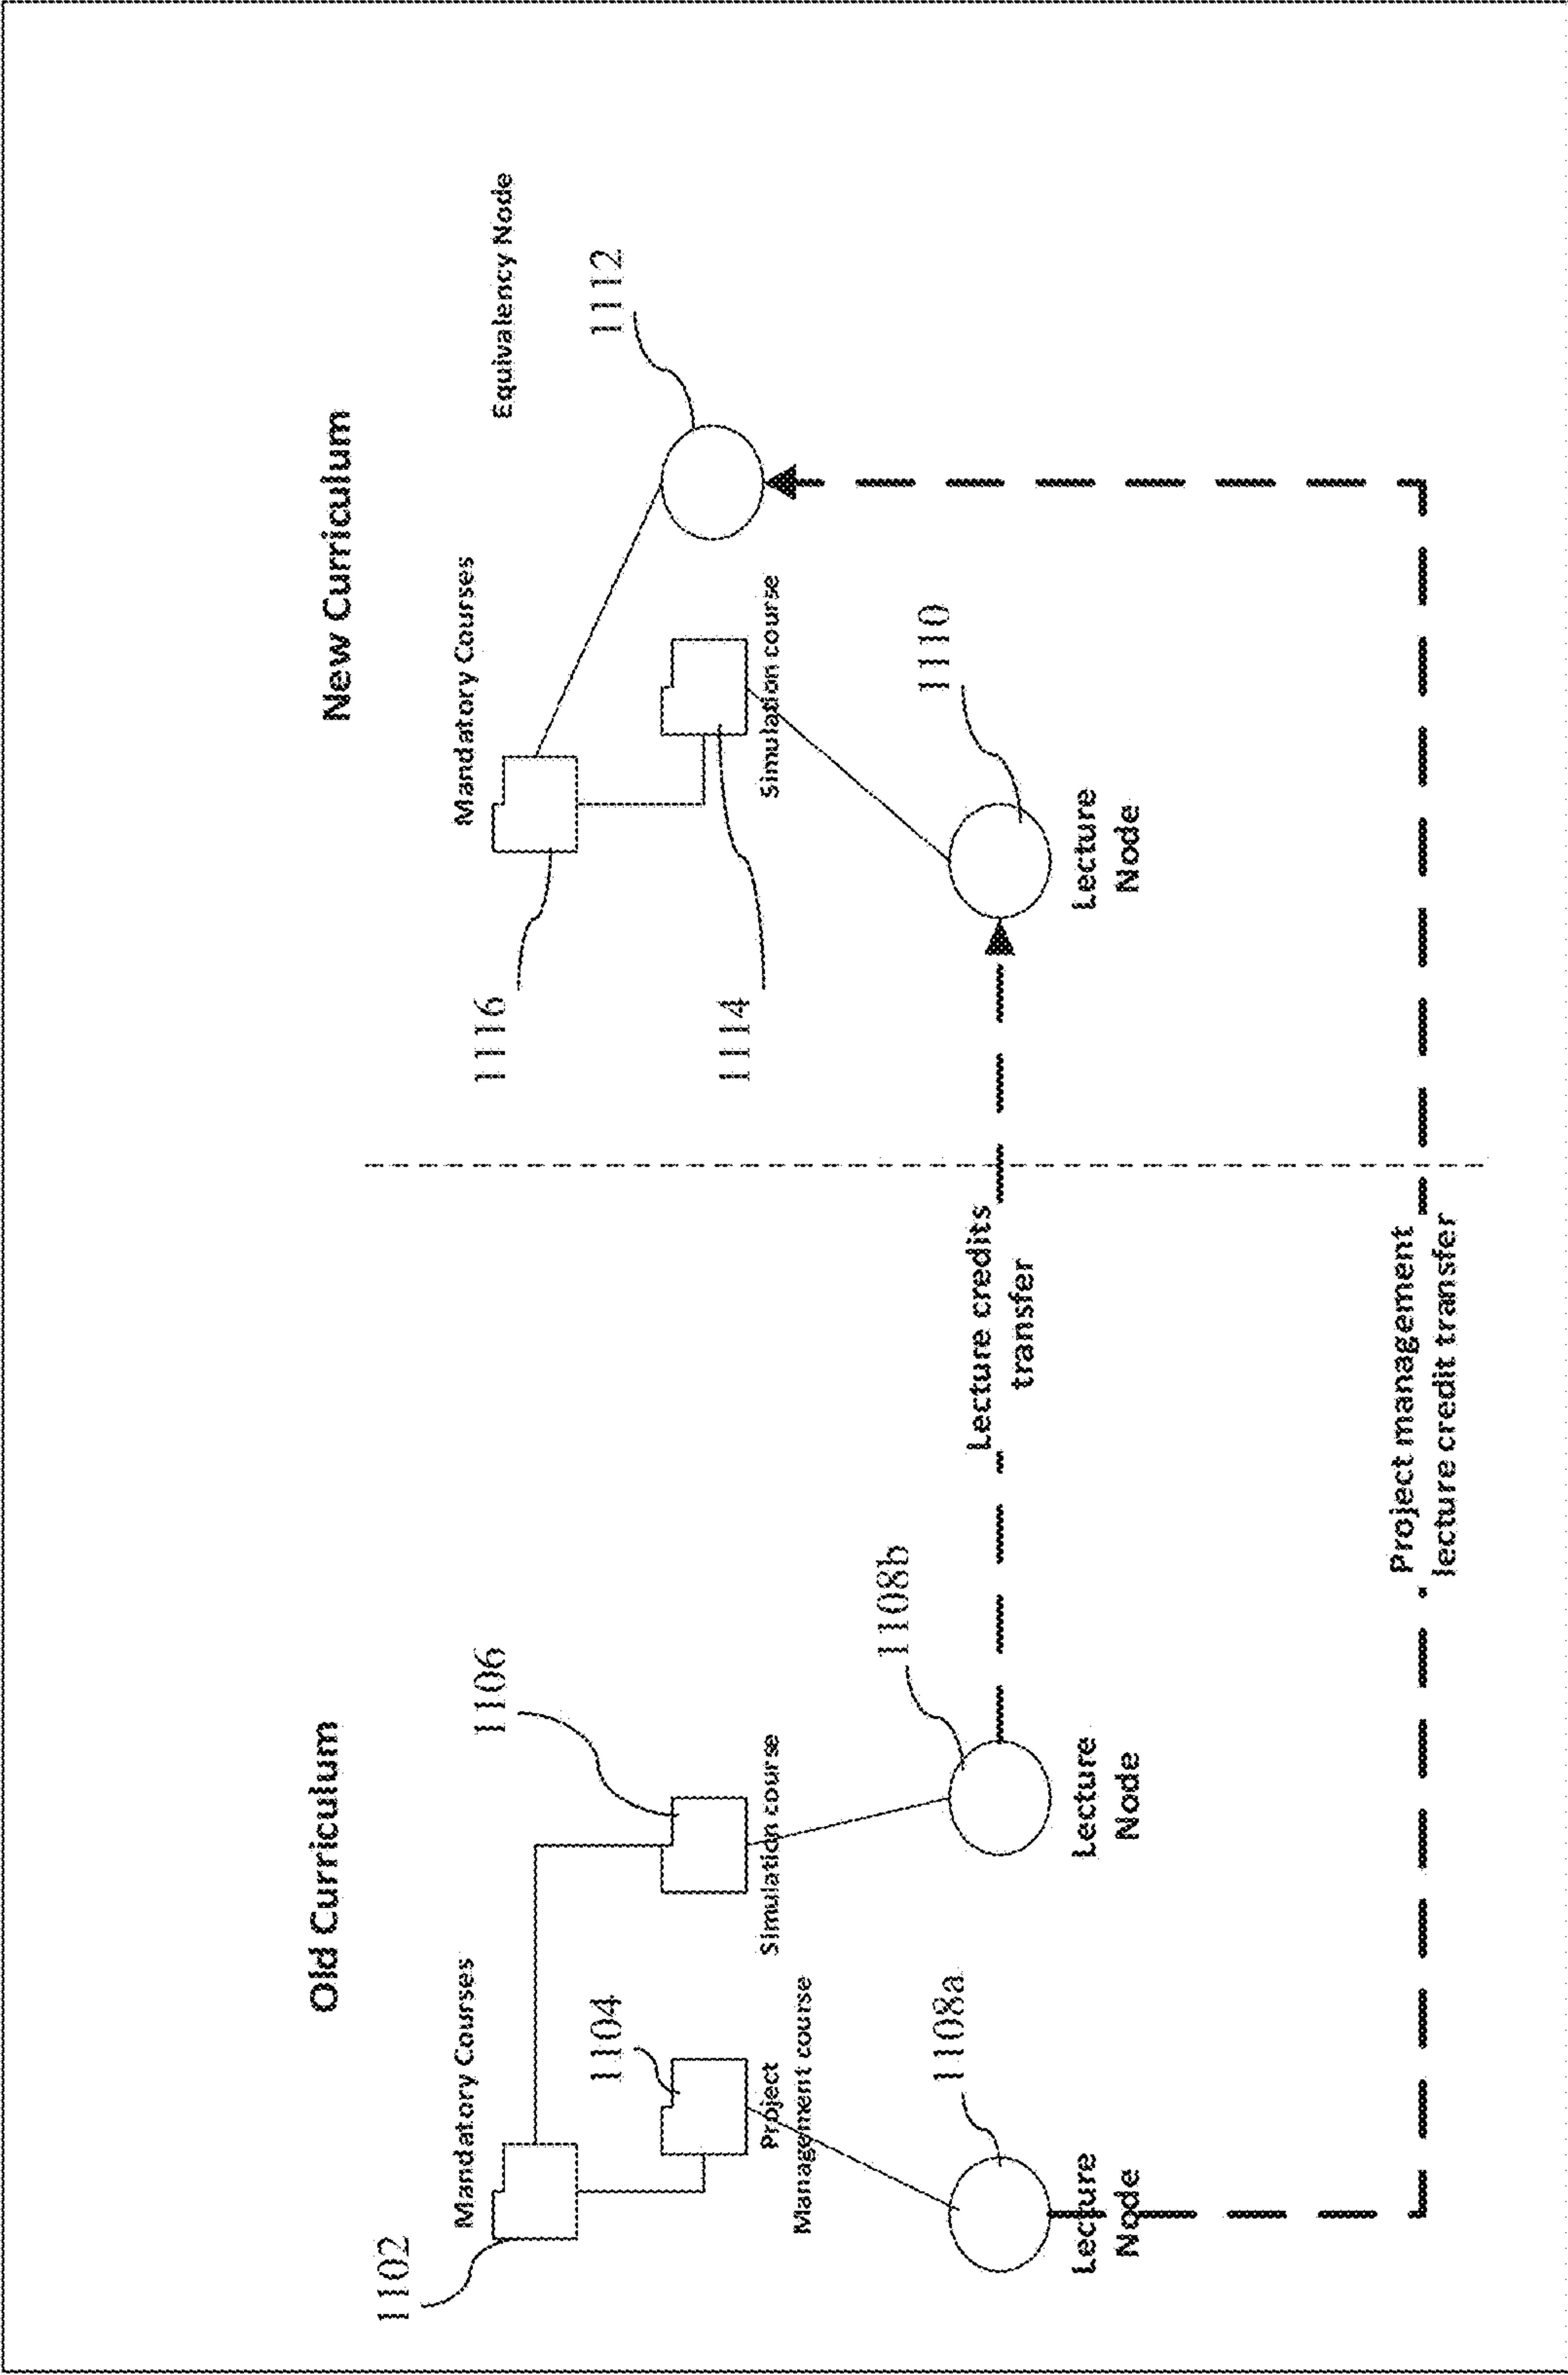 Old Curriculum
New Curriculum
1102
Mandatory Courses
1106
1104
Project
Management course
Simulation course
1108a
1108b
Lecture
Node
Lecture
Node
Lecture credits
transfer
Project management
lecture credit transfer
1116
Mandatory Courses
Equivalency Node
1112
1114
Simulation course
1110
Lecture
Node